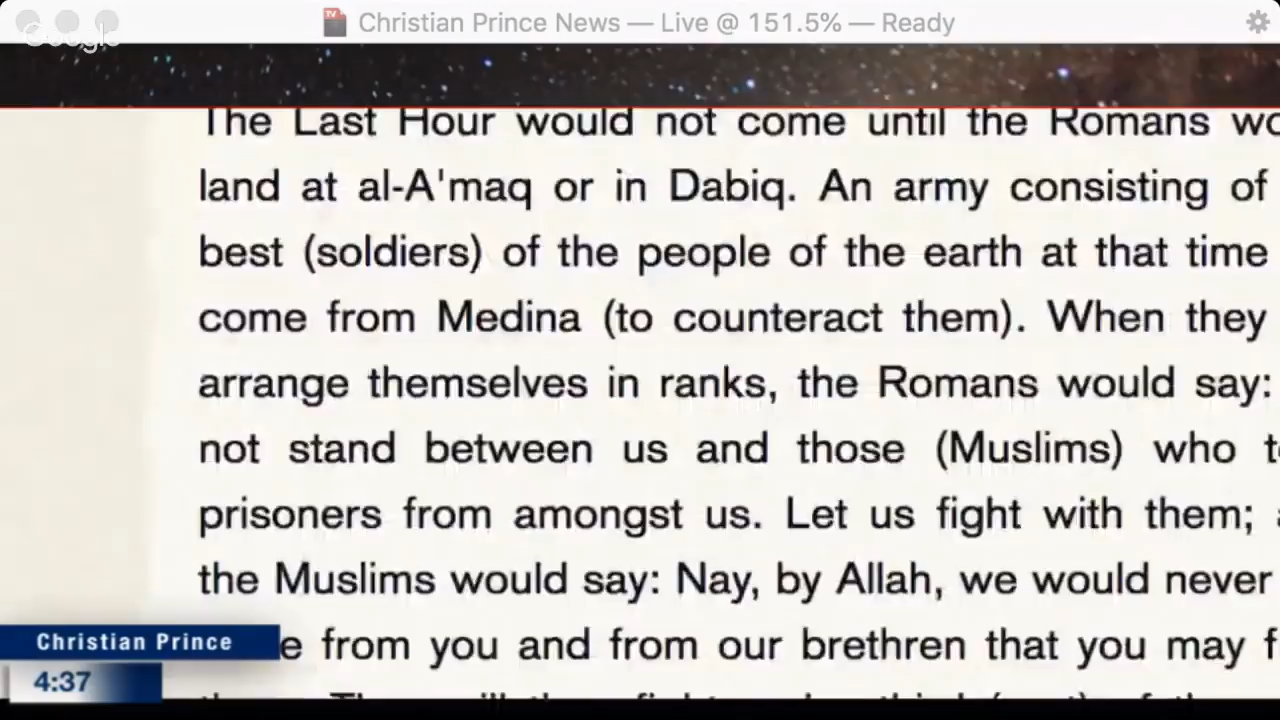 Christian Prince News — Live @ 151.5% — Ready
Google
The Last Hour would not come until the Romans wo
land at al-A'maq or in Dabiq. An army consisting of
best (soldiers) of the people of the earth at that time
come from Medina (to counteract them). When they
arrange themselves in ranks, the Romans would say:
not stand between us and those (Muslims) who t
prisoners from amongst us. Let us fight with them;
the Muslims would say: Nay, by Allah, we would never
e from you and from our brethren that you may f
Christian Prince
4:37